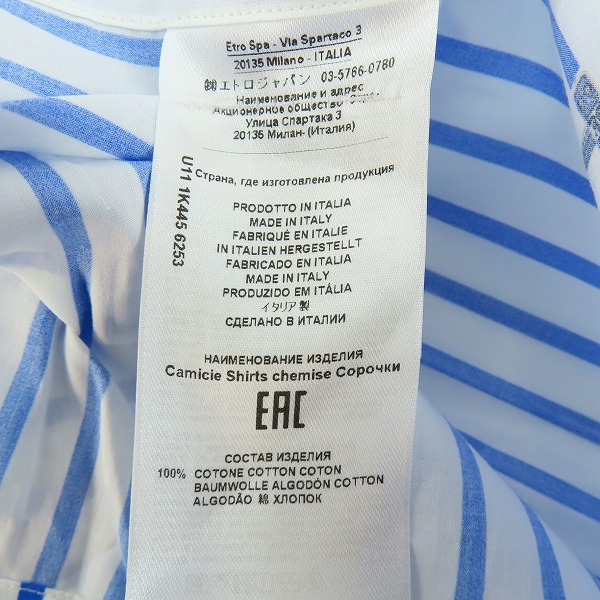 Etro Spa - Via Spartaco 3
20135 Milano - ITALIA
㈱エトロジャパン 03-5766-0780
Наименование и адрес
Акционерное общество
Улица Спартака 3
20135 Милан- (Италия)
U11 1K445 6253
Страна, где изготовлена продукция
PRODOTTO IN ITALIA
MADE IN ITALY
FABRIQUÉ EN ITALIE
IN ITALIEN HERGESTELLT
FABRICADO EN ITALIA
MADE IN ITALY
PRODUZIDO EM ITÁLIA
イタリア 製
СДЕЛАНО В ИТАЛИИ
НАИМЕНОВАНИЕ ИЗДЕЛИЯ
Camicie Shirts chemise Сорочки
EAC
СОСТАВ ИЗДЕЛИЯ
100% COTONE COTTON COTON
BAUMWOLLE ALGODÓN COTTON
ALGODÃO 綿 ХЛОПОК